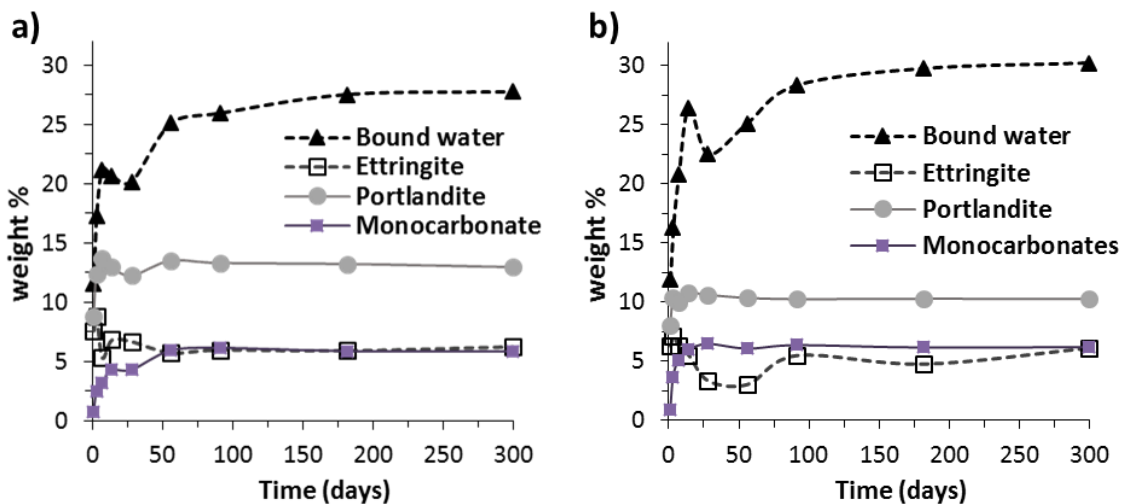 a)
30
25
20
15
10
5
0
weight %
Bound water
Ettringite
Portlandite
Monocarbonate
0 50 100 150 200 250 300
Time (days)
b)
30
25
20
15
10
5
0
weight %
Bound water
Ettringite
Portlandite
Monocarbonates
0 50 100 150 200 250 300
Time (days)